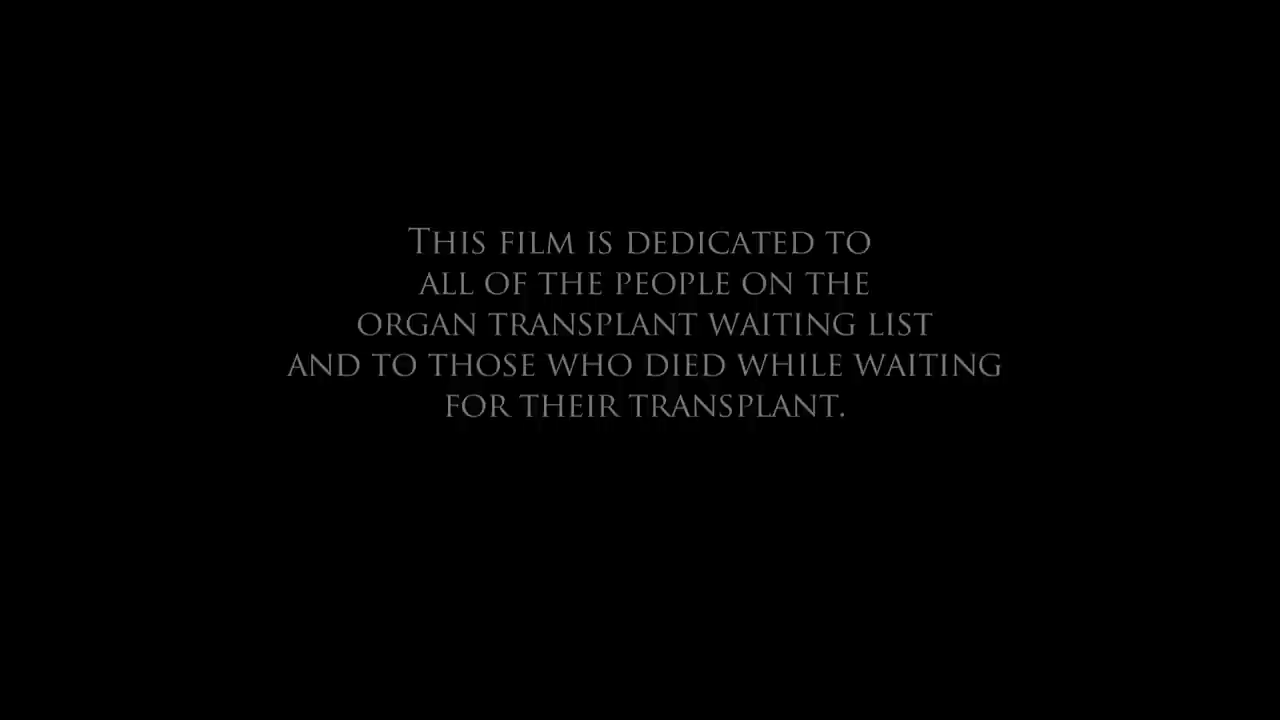 This film is dedicated to
all of the people on the
organ transplant waiting list
and to those who died while waiting
for their transplant.